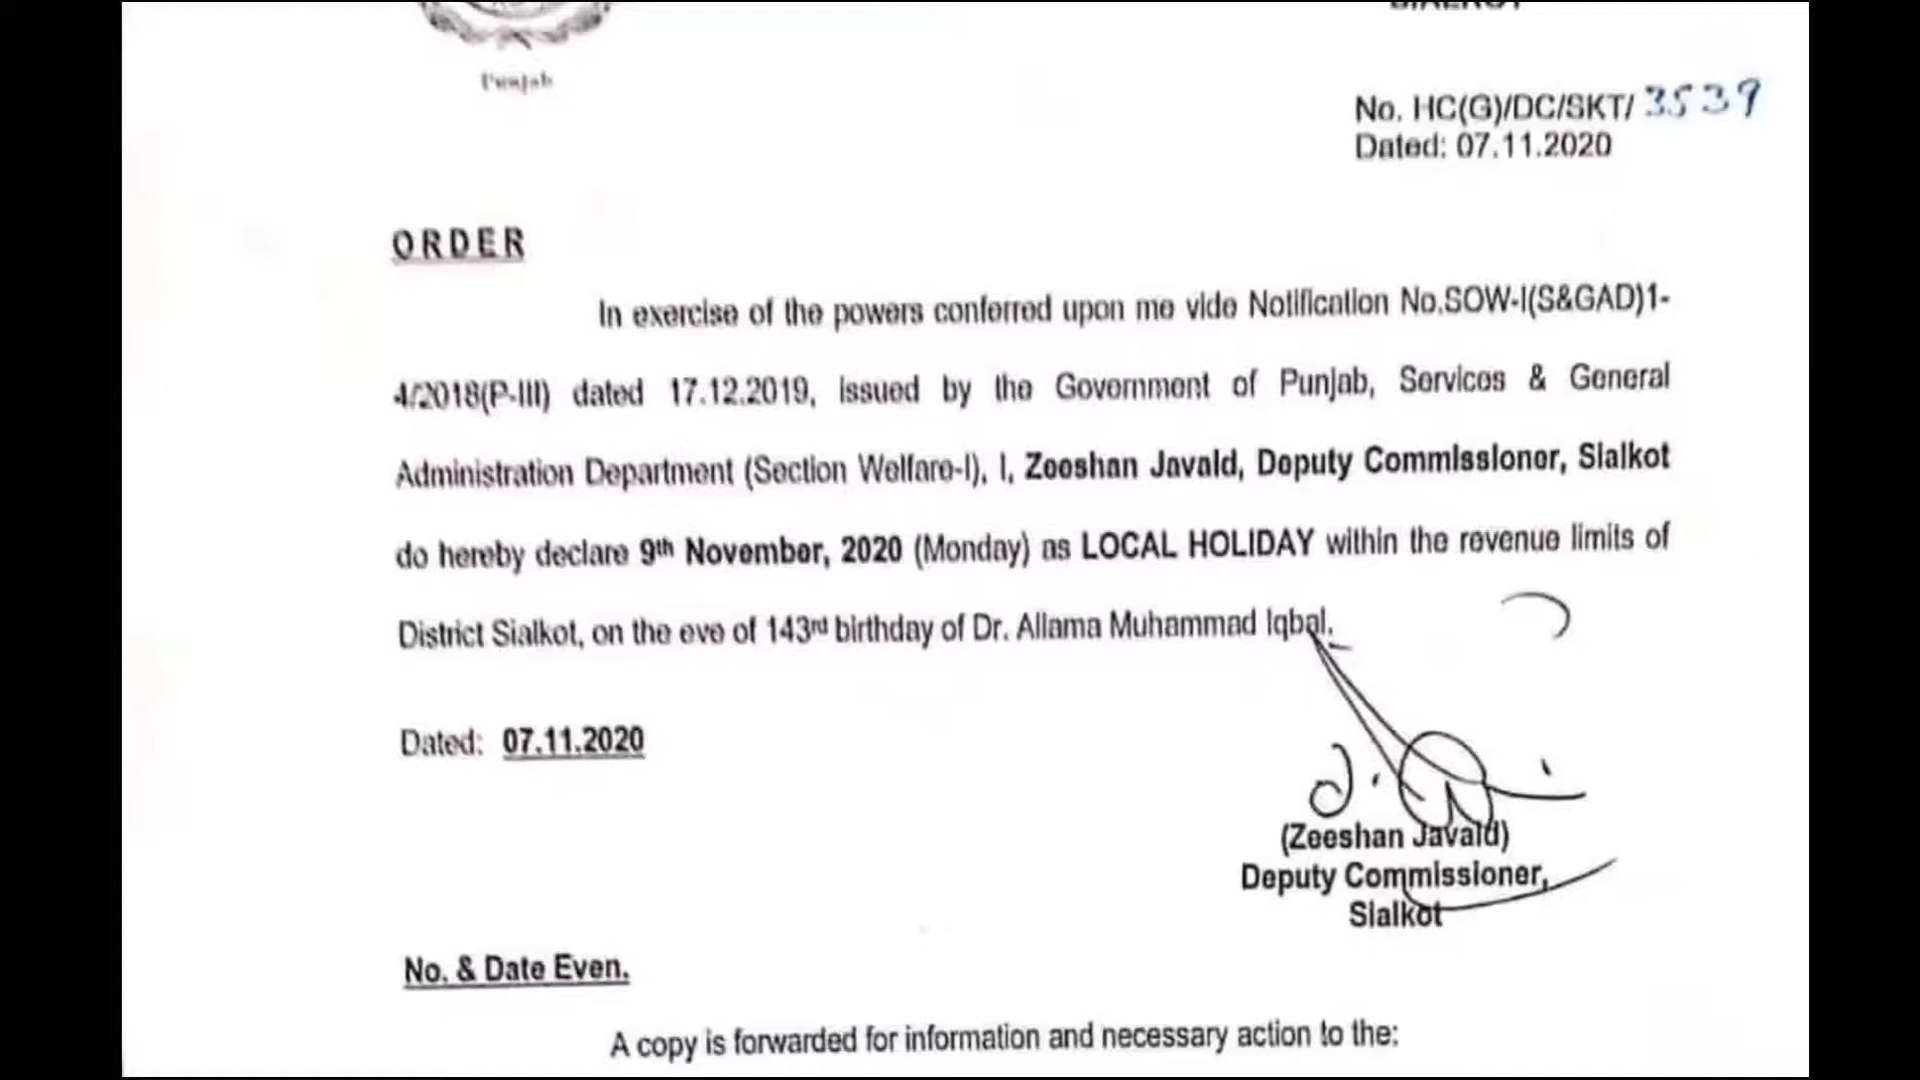 Punjab
No. HC(G)/DC/SKT/ 3539
Dated: 07.11.2020
ORDER
In exercise of the powers conferred upon me vide Notification No.SOW-I(S&GAD)1-
4/2018(P-III) dated 17.12.2019, issued by the Government of Punjab, Services & General
Administration Department (Section Welfare-I), I, Zeeshan Javaid, Deputy Commissioner, Sialkot
do hereby declare 9th November, 2020 (Monday) as LOCAL HOLIDAY within the revenue limits of
District Sialkot, on the eve of 143rd birthday of Dr. Allama Muhammad Iqbal.
Dated: 07.11.2020
(Zeeshan Javaid)
Deputy Commissioner,
Sialkot
No. & Date Even.
A copy is forwarded for information and necessary action to the: